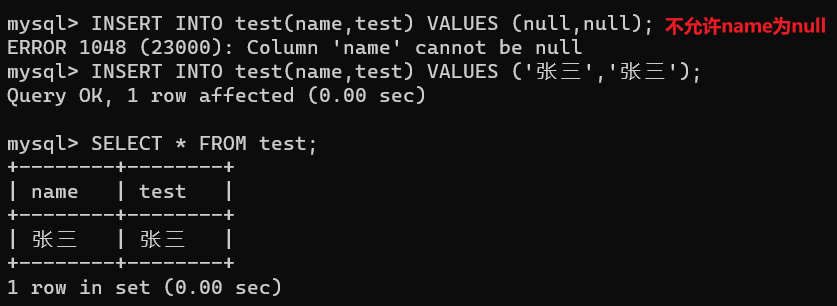 mysql> INSERT INTO test(name,test) VALUES (null,null); 不允许name为null
ERROR 1048 (23000): Column 'name' cannot be null
mysql> INSERT INTO test(name,test) VALUES ('张三','张三');
Query OK, 1 row affected (0.00 sec)
mysql> SELECT * FROM test;
+--------+--------+
| name   | test   |
+--------+--------+
| 张三   | 张三   |
+--------+--------+
1 row in set (0.00 sec)